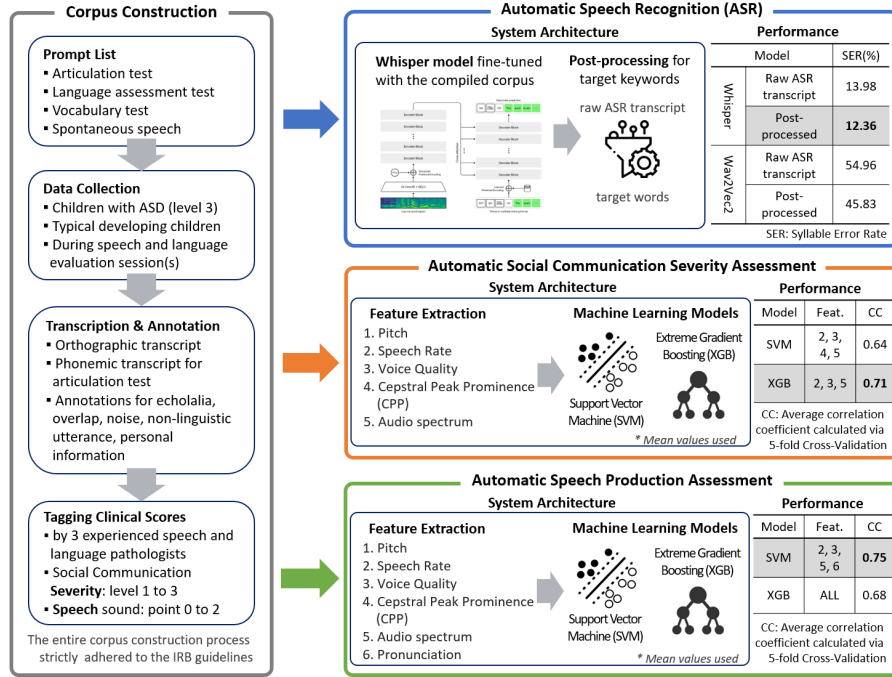 Corpus Construction
Prompt List
▪ Articulation test
▪ Language assessment test
▪ Vocabulary test
▪ Spontaneous speech
Data Collection
▪ Children with ASD (level 3)
▪ Typical developing children
▪ During speech and language
evaluation session(s)
Transcription & Annotation
▪ Orthographic transcript
▪ Phonemic transcript for
articulation test
▪ Annotations for echolalia,
overlap, noise, non-linguistic
utterance, personal
information
Tagging Clinical Scores
▪ by 3 experienced speech and
language pathologists
▪ Social Communication
Severity: level 1 to 3
▪ Speech sound: point 0 to 2
The entire corpus construction process
strictly adhered to the IRB guidelines
Automatic Speech Recognition (ASR)
System Architecture
Whisper model fine-tuned
with the compiled corpus
Post-processing for
target keywords
raw ASR transcript
target words
Performance
Model SER(%)
Whisper
Raw ASR
transcript
13.98
Post-
processed
12.36
Wav2Vec2
Raw ASR
transcript
54.96
Post-
processed
45.83
SER: Syllable Error Rate
Automatic Social Communication Severity Assessment
System Architecture
Feature Extraction
1. Pitch
2. Speech Rate
3. Voice Quality
4. Cepstral Peak Prominence
(CPP)
5. Audio spectrum
Machine Learning Models
Extreme Gradient
Boosting (XGB)
Support Vector
Machine (SVM)
* Mean values used
Performance
Model Feat. CC
SVM 2, 3, 4, 5 0.64
XGB 2, 3, 5 0.71
CC: Average correlation
coefficient calculated via
5-fold Cross-Validation
Automatic Speech Production Assessment
System Architecture
Feature Extraction
1. Pitch
2. Speech Rate
3. Voice Quality
4. Cepstral Peak Prominence
(CPP)
5. Audio spectrum
6. Pronunciation
Machine Learning Models
Extreme Gradient
Boosting (XGB)
Support Vector
Machine (SVM)
* Mean values used
Performance
Model Feat. CC
SVM 2, 3, 5, 6 0.75
XGB ALL 0.68
CC: Average correlation
coefficient calculated via
5-fold Cross-Validation